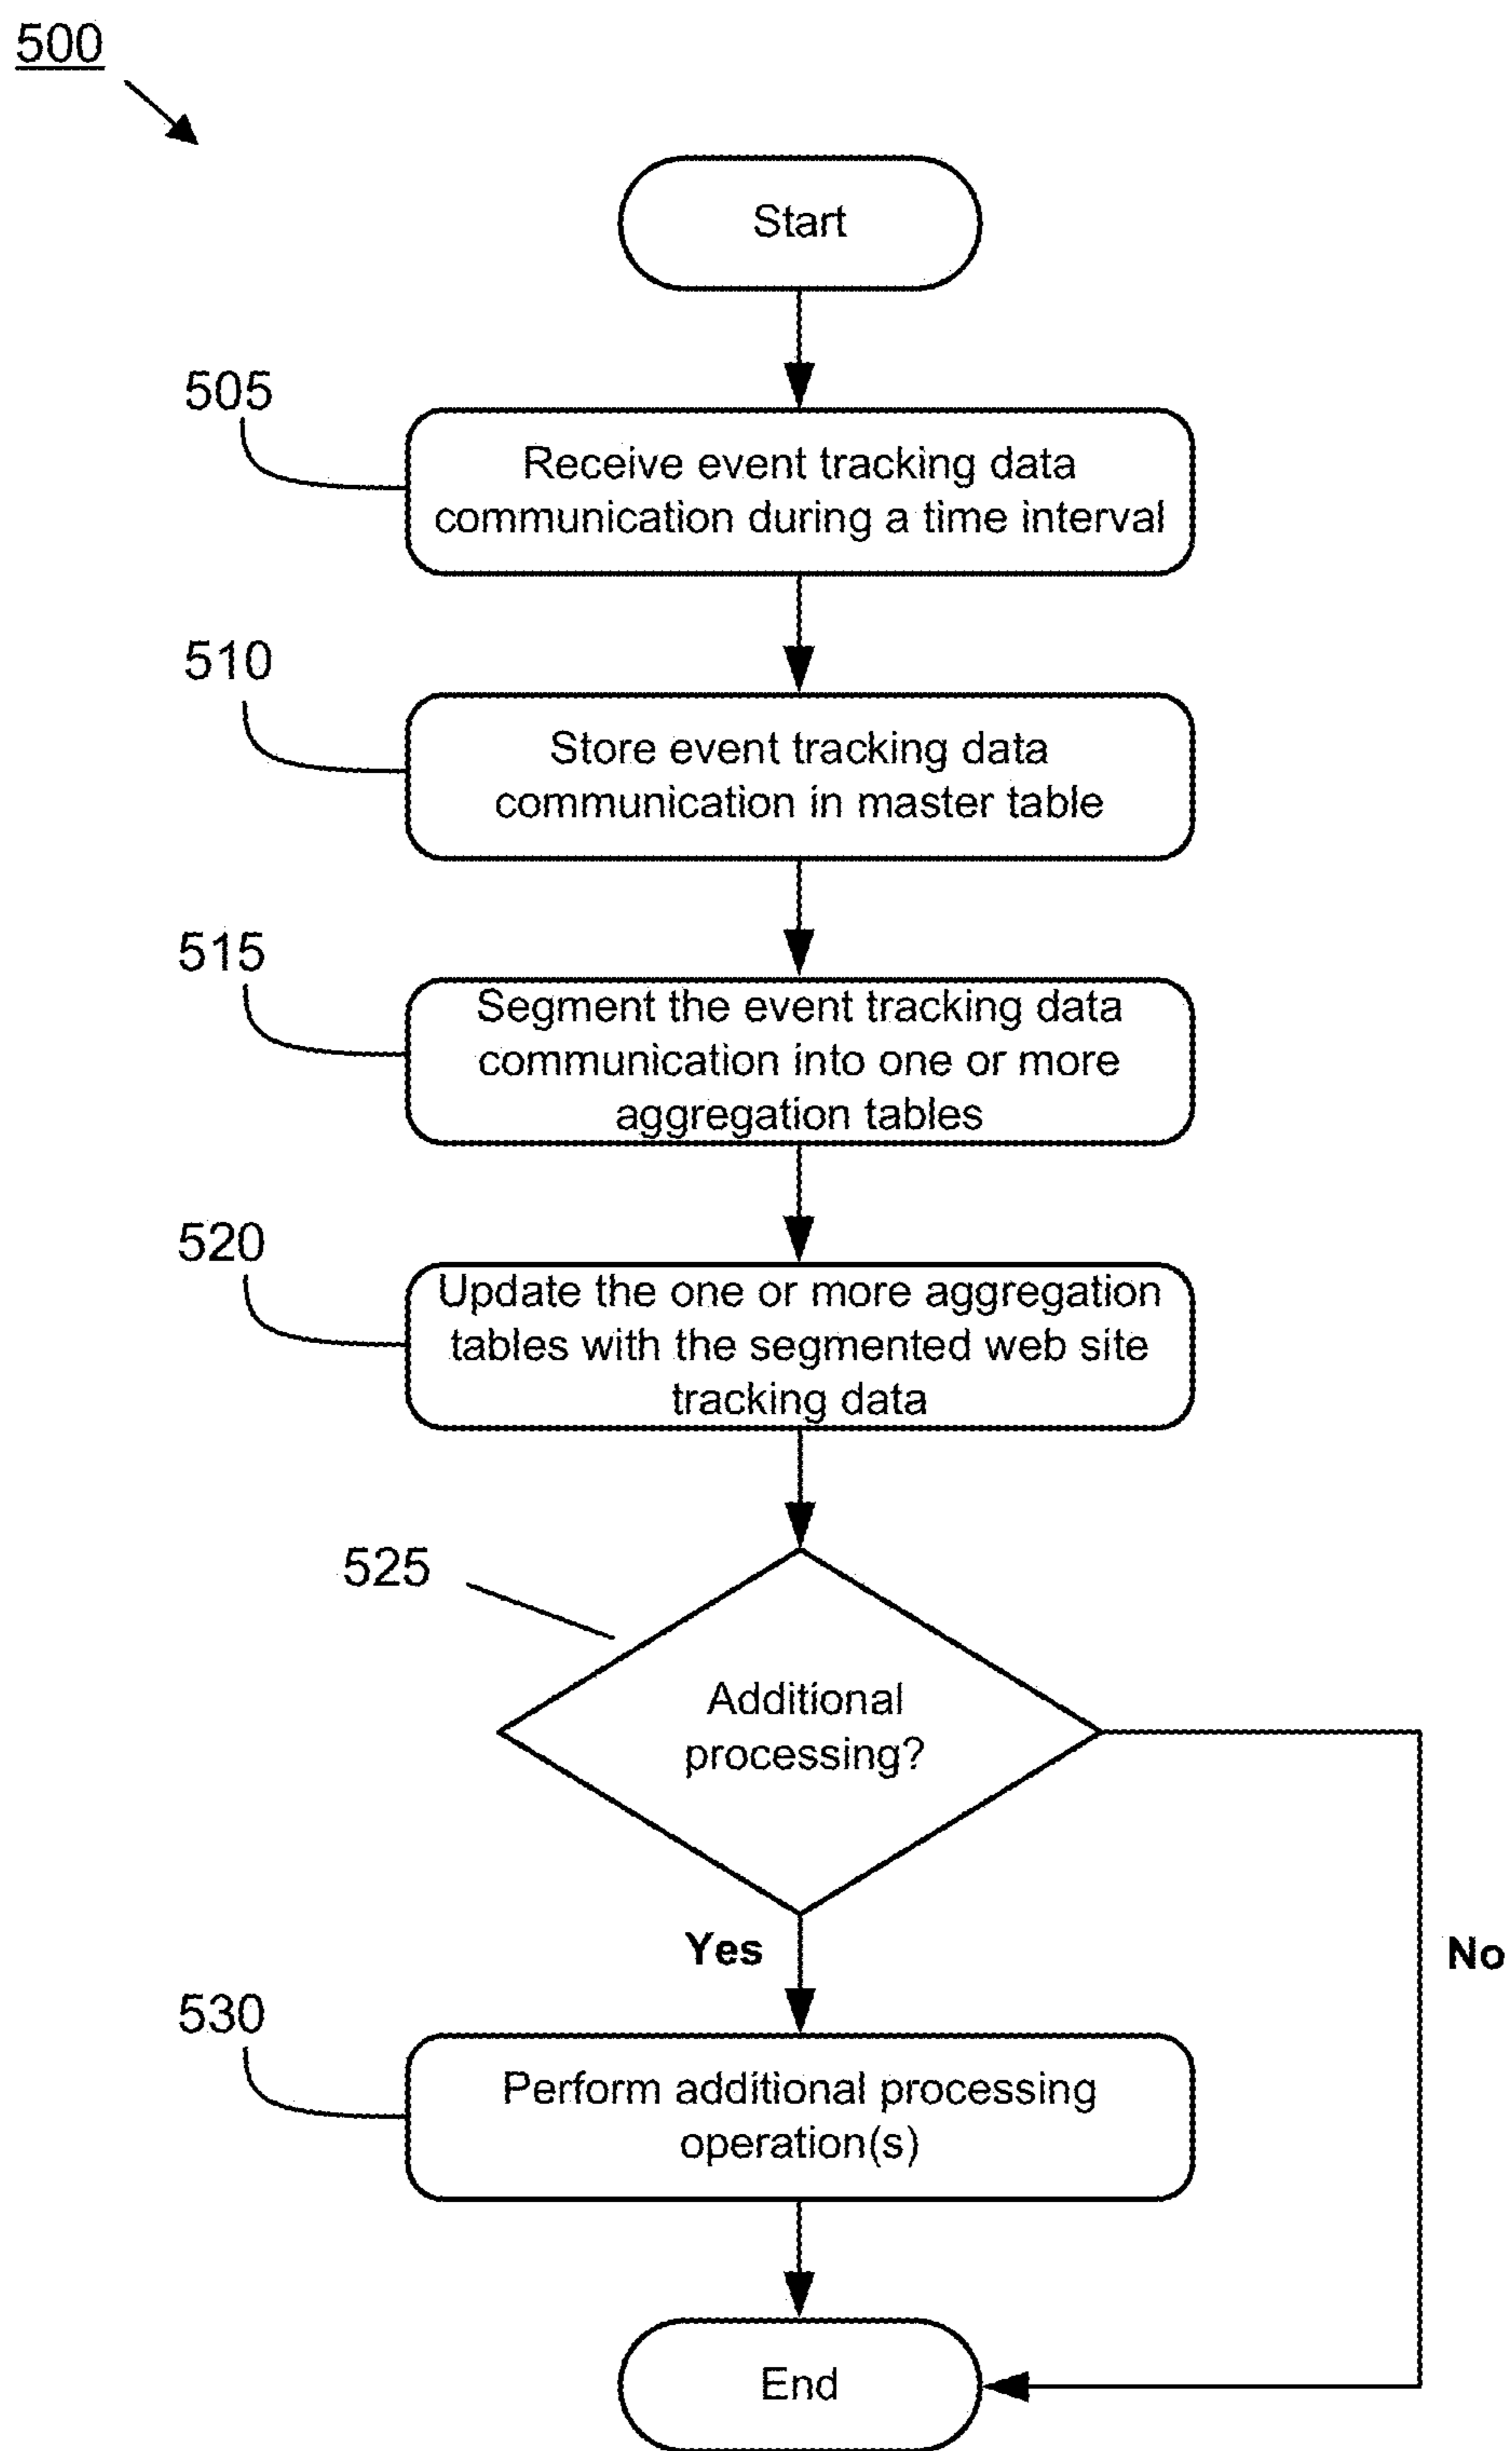 500
Start
505
Receive event tracking data
communication during a time interval
510
Store event tracking data
communication in master table
515
Segment the event tracking data
communication into one or more
aggregation tables
520
Update the one or more aggregation
tables with the segmented web site
tracking data
525
Additional
processing?
Yes
No
530
Perform additional processing
operation(s)
End